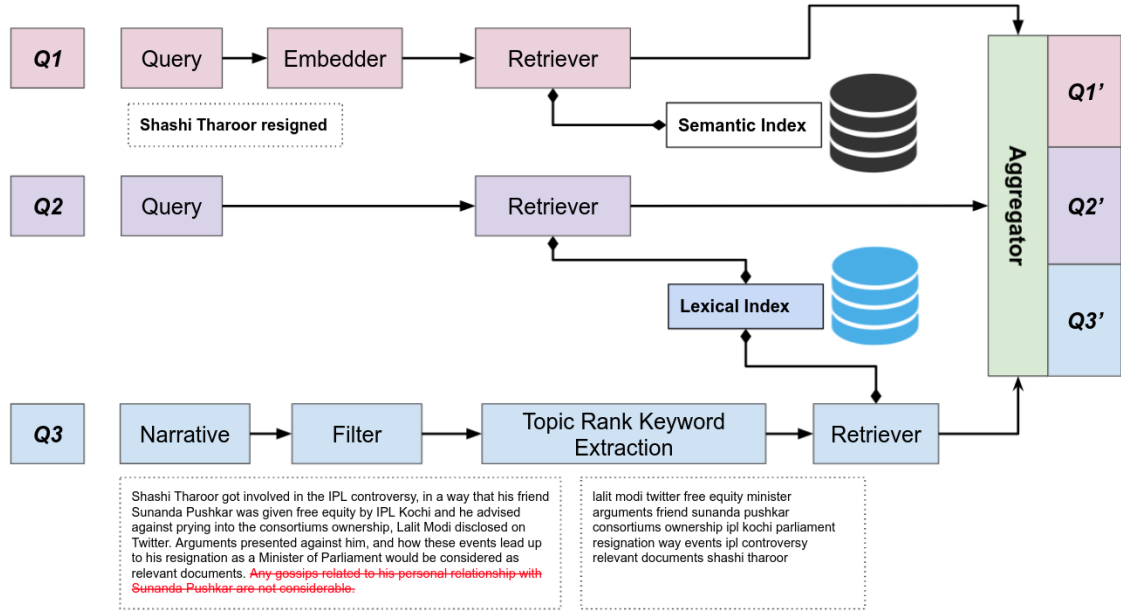 Q1
Query
Embedder
Retriever
Shashi Tharoor resigned
Semantic Index
Q2
Query
Retriever
Lexical Index
Aggregator
Q1’
Q2’
Q3’
Q3
Narrative
Filter
Topic Rank Keyword
Extraction
Retriever
Shashi Tharoor got involved in the IPL controversy, in a way that his friend
Sunanda Pushkar was given free equity by IPL Kochi and he advised
against prying into the consortiums ownership, Lalit Modi disclosed on
Twitter. Arguments presented against him, and how these events lead up
to his resignation as a Minister of Parliament would be considered as
relevant documents. Any gossips related to his personal relationship with
Sunanda Pushkar are not considerable.
lalit modi twitter free equity minister
arguments friend sunanda pushkar
consortiums ownership ipl kochi parliament
resignation way events ipl controversy
relevant documents shashi tharoor